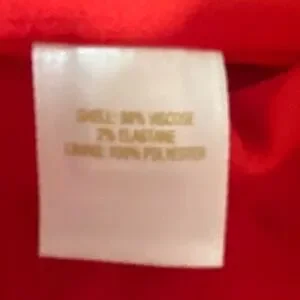 SHELL: 98% VISCOSE
2% ELASTANE
LINING: 100% POLYESTER